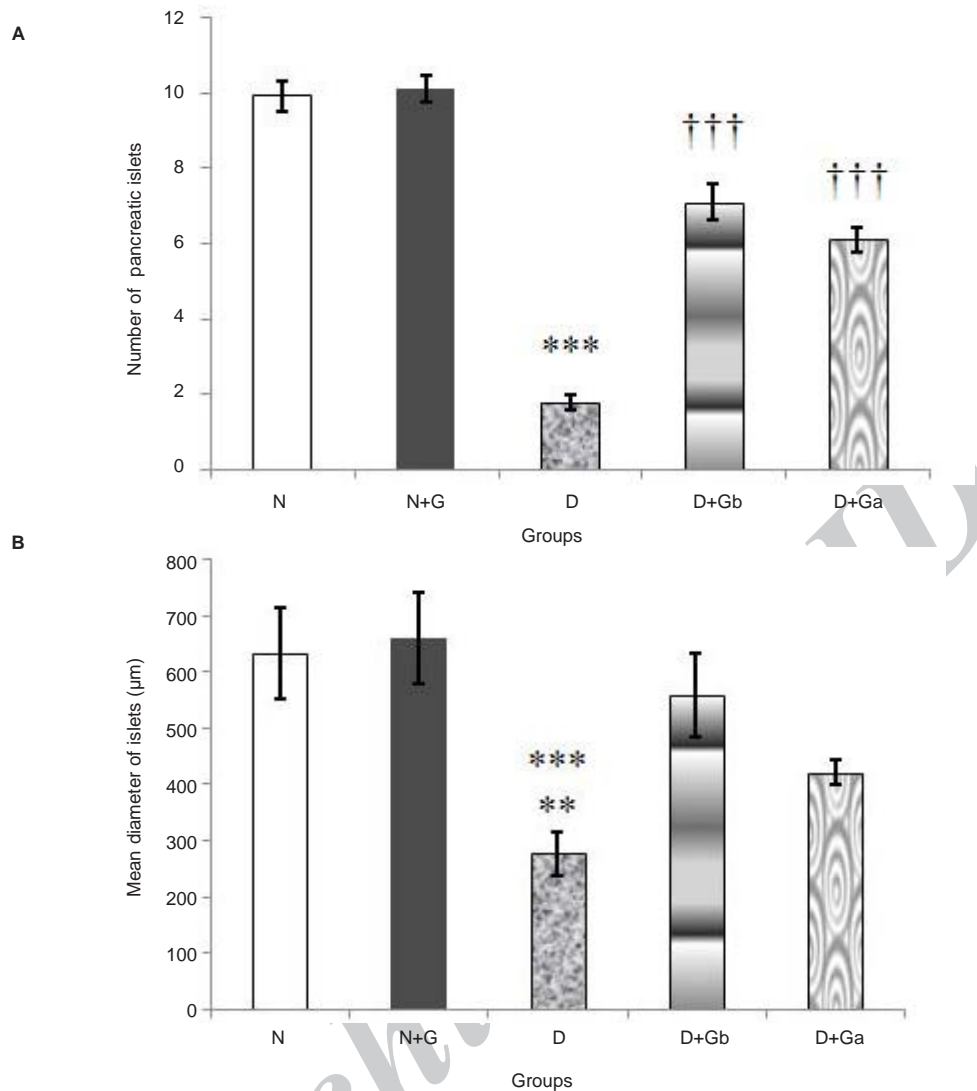 A
Number of pancreatic islets
12
10
8
6
4
2
0
†††
†††
***
N N+G D D+Gb D+Ga
Groups
B
Mean diameter of islets (µm)
800
700
600
500
400
300
200
100
0
***
**
N N+G D D+Gb D+Ga
Groups